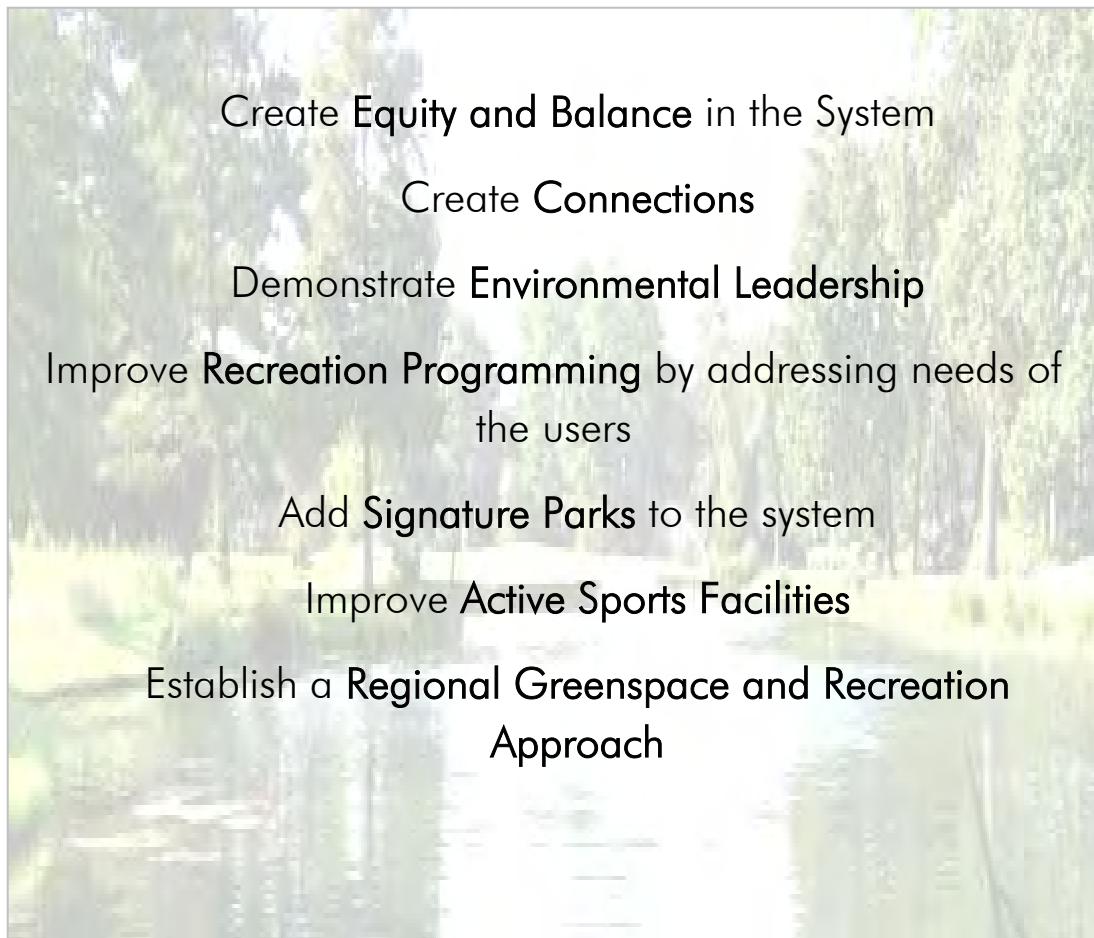 Create Equity and Balance in the System
Create Connections
Demonstrate Environmental Leadership
Improve Recreation Programming by addressing needs of
the users
Add Signature Parks to the system
Improve Active Sports Facilities
Establish a Regional Greenspace and Recreation
Approach